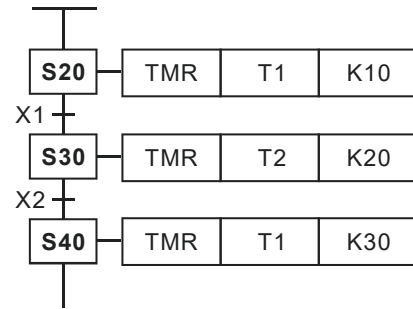 S20 TMR T1 K10
X1
S30 TMR T2 K20
X2
S40 TMR T1 K30